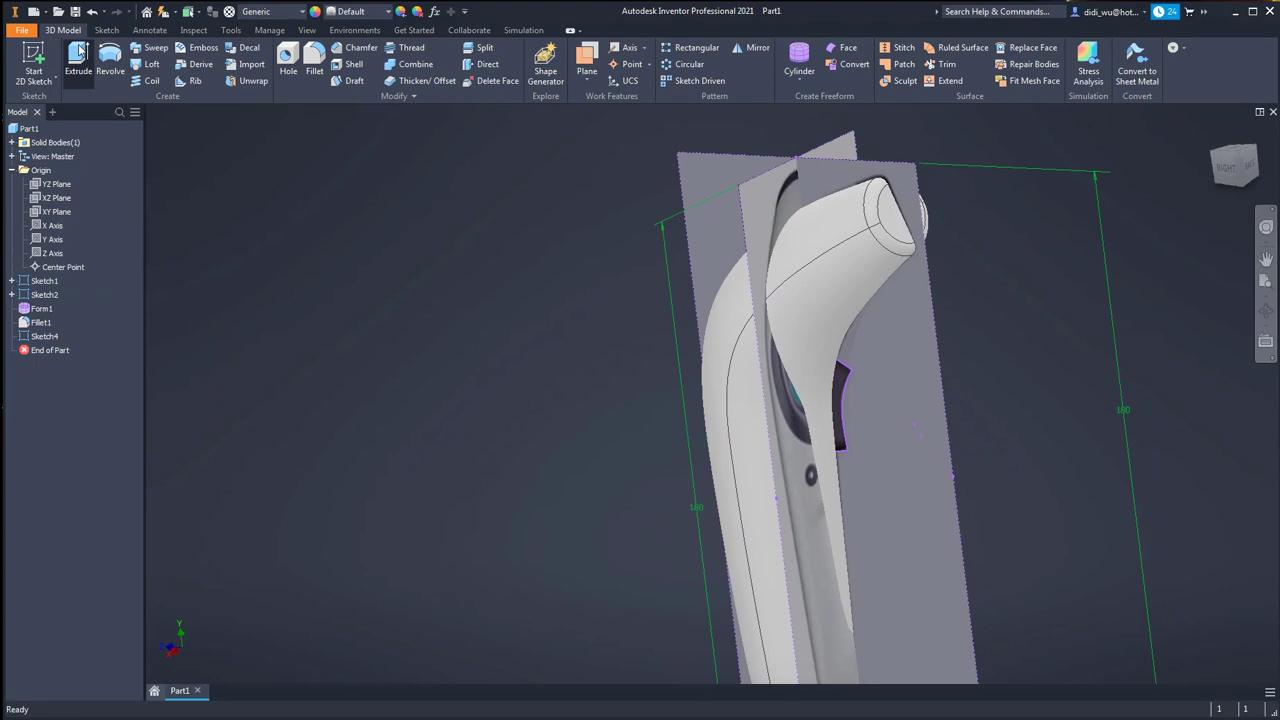 Generic
Default
fx
Autodesk Inventor Professional 2021 Part1
Search Help & Commands...
didi_wu@hot...
24
File
3D Model
Sketch
Annotate
Inspect
Tools
Manage
View
Environments
Get Started
Collaborate
Simulation
Start
2D Sketch
Extrude
Revolve
Sweep
Emboss
Decal
Loft
Derive
Import
Coil
Rib
Unwrap
Hole
Fillet
Chamfer
Thread
Split
Shell
Combine
Direct
Draft
Thicken/ Offset
Delete Face
Shape
Generator
Plane
Axis
Point
UCS
Rectangular
Mirror
Circular
Sketch Driven
Cylinder
Face
Convert
Stitch
Ruled Surface
Replace Face
Patch
Trim
Repair Bodies
Sculpt
Extend
Fit Mesh Face
Stress
Analysis
Convert to
Sheet Metal
Sketch
Create
Modify
Explore
Work Features
Pattern
Create Freeform
Surface
Simulation
Convert
Model
Part1
Solid Bodies(1)
View: Master
Origin
YZ Plane
XZ Plane
XY Plane
X Axis
Y Axis
Z Axis
Center Point
Sketch1
Sketch2
Form1
Fillet1
Sketch4
End of Part
RIGHT
180
180
Y
Z
X
Part1
Ready
1
1